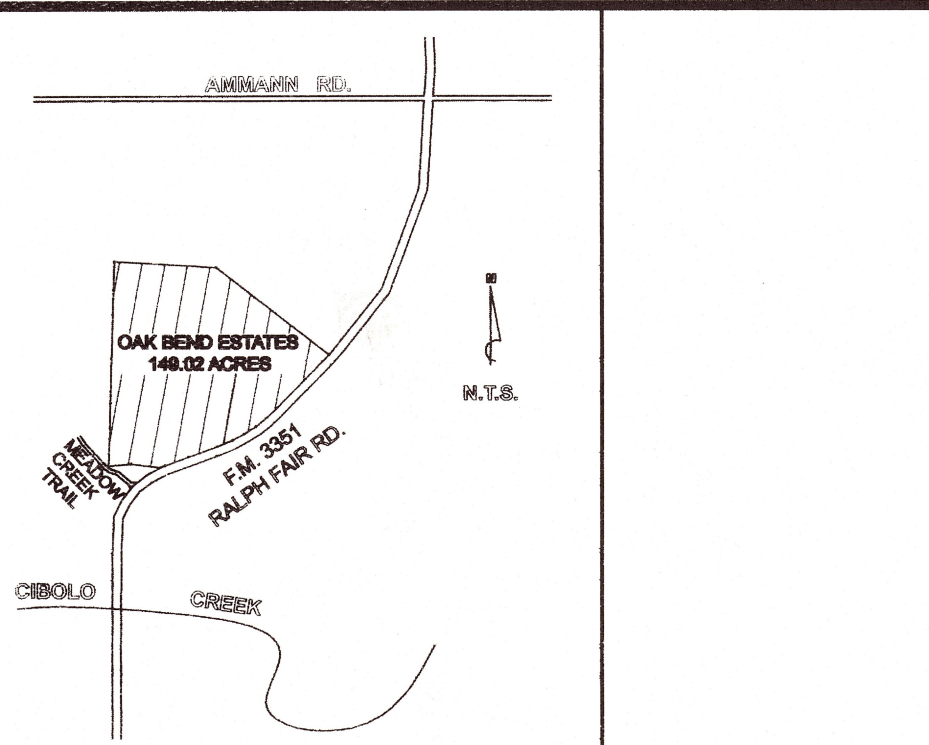 AMMANN RD.
OAK BEND ESTATES
149.02 ACRES
N
N.T.S.
F.M. 3351
RALPH FAIR RD.
MEADOW
CREEK
TRAIL
CIBOLO CREEK